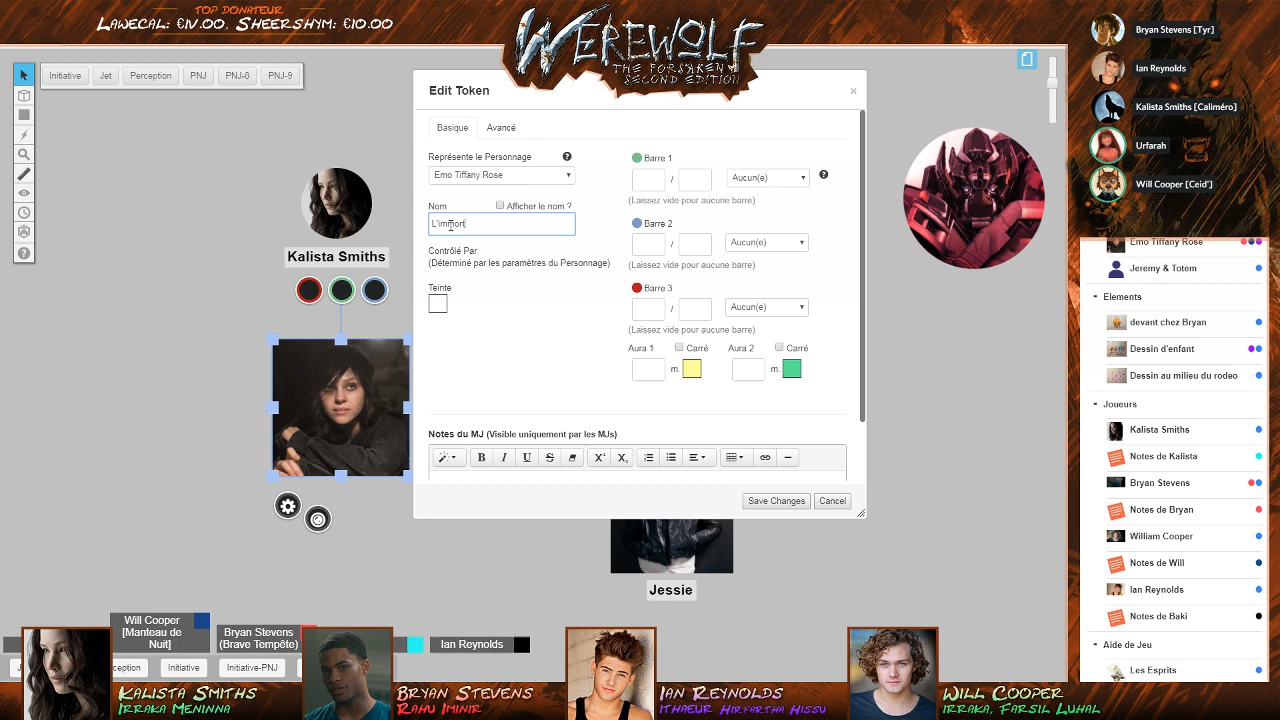 TOP DONATEUR
LAWECAL: €10.00, SHEERSHYM: €10.00
WEREWOLF
THE FORSAKEN
SECOND EDITION
Bryan Stevens [Tyr]
Ian Reynolds
Kalista Smiths [Caliméro]
Urfarah
Will Cooper [Ceid']
Initiative
Jet
Perception
PNJ
PNJ-6
PNJ-9
Edit Token
×
Basique
Avancé
Représente le Personnage
Emo Tiffany Rose
Nom
Afficher le nom ?
L'immort
Contrôlé Par
(Déterminé par les paramètres du Personnage)
Teinte
Barre 1
/
Aucun(e)
(Laissez vide pour aucune barre)
Barre 2
/
Aucun(e)
(Laissez vide pour aucune barre)
Barre 3
/
Aucun(e)
(Laissez vide pour aucune barre)
Aura 1
Carré
Aura 2
Carré
m.
m.
Notes du MJ (Visible uniquement par les MJs)
B I U S X² X₂
Save Changes
Cancel
Kalista Smiths
Jessie
Emo Tiffany Rose
Jeremy & Totem
Elements
devant chez Bryan
Dessin d'enfant
Dessin au milieu du rodeo
Joueurs
Kalista Smiths
Notes de Kalista
Bryan Stevens
Notes de Bryan
William Cooper
Notes de Will
Ian Reynolds
Notes de Baki
Aide de Jeu
Les Esprits
Will Cooper
[Manteau de
Nuit]
Bryan Stevens
(Brave Tempête)
Ian Reynolds
Initiative
Initiative-PNJ
KALISTA SMITHS
IRRAKA MENINNA
BRYAN STEVENS
RAHU IMINIR
IAN REYNOLDS
ITHAEUR HIRFARTHA HISSU
WILL COOPER
IRRAKA, FARSIL LUHAL